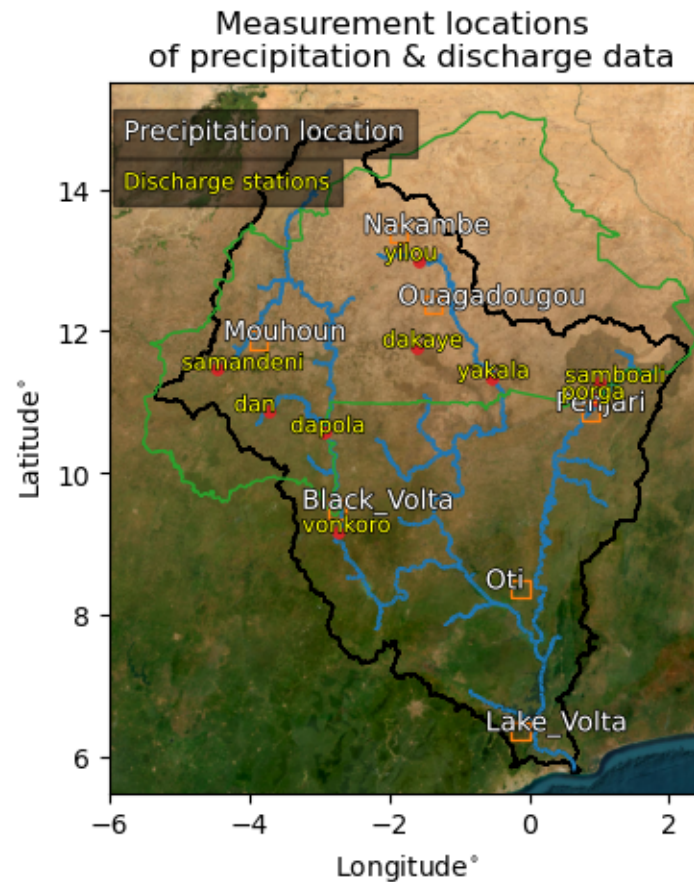 Measurement locations
of precipitation & discharge data
Precipitation location
Discharge stations
Nakambe
yilou
Ouagadougou
Mouhoun
dakaye
samandeni
yakala
samboali
porga
Penjari
dan
dapola
Black_Volta
vonkoro
Oti
Lake_Volta
14
12
10
8
6
Latitude°
−6
−4
−2
0
2
Longitude°